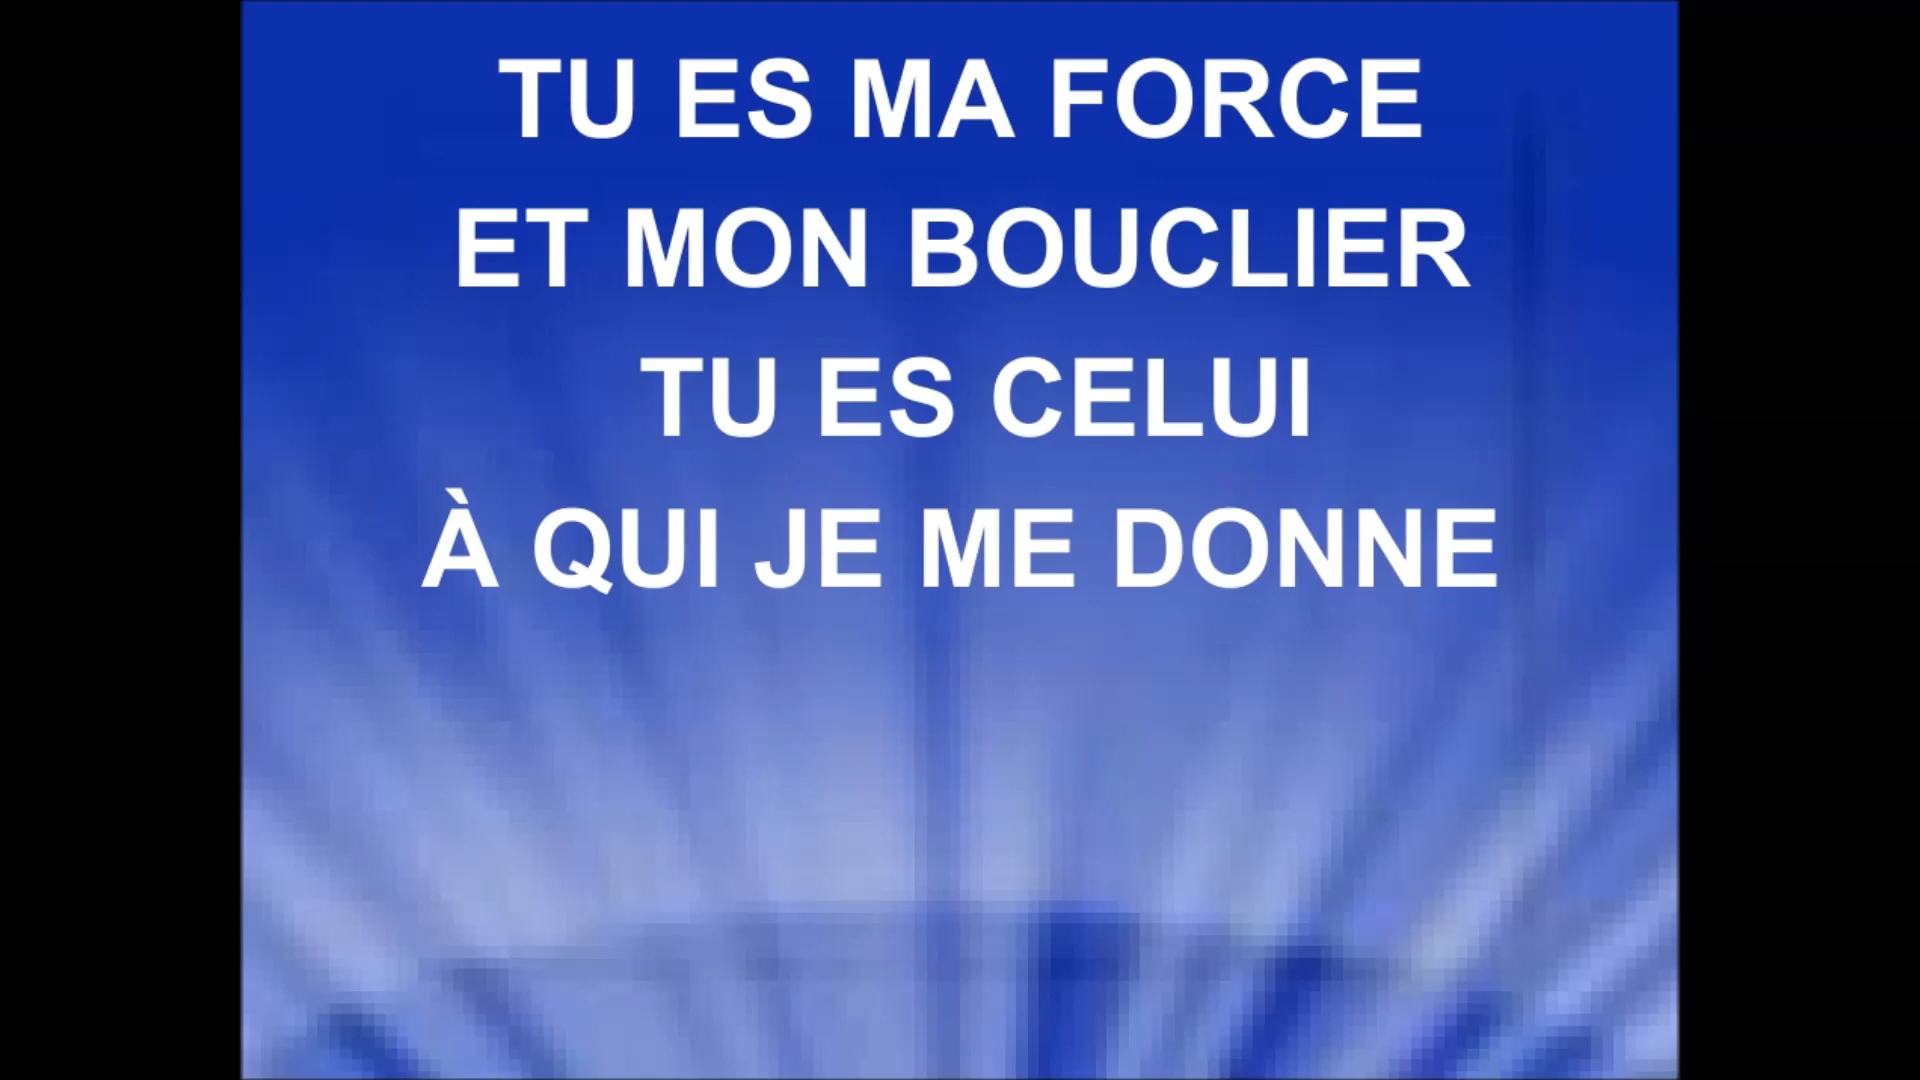 TU ES MA FORCE
ET MON BOUCLIER
TU ES CELUI
À QUI JE ME DONNE